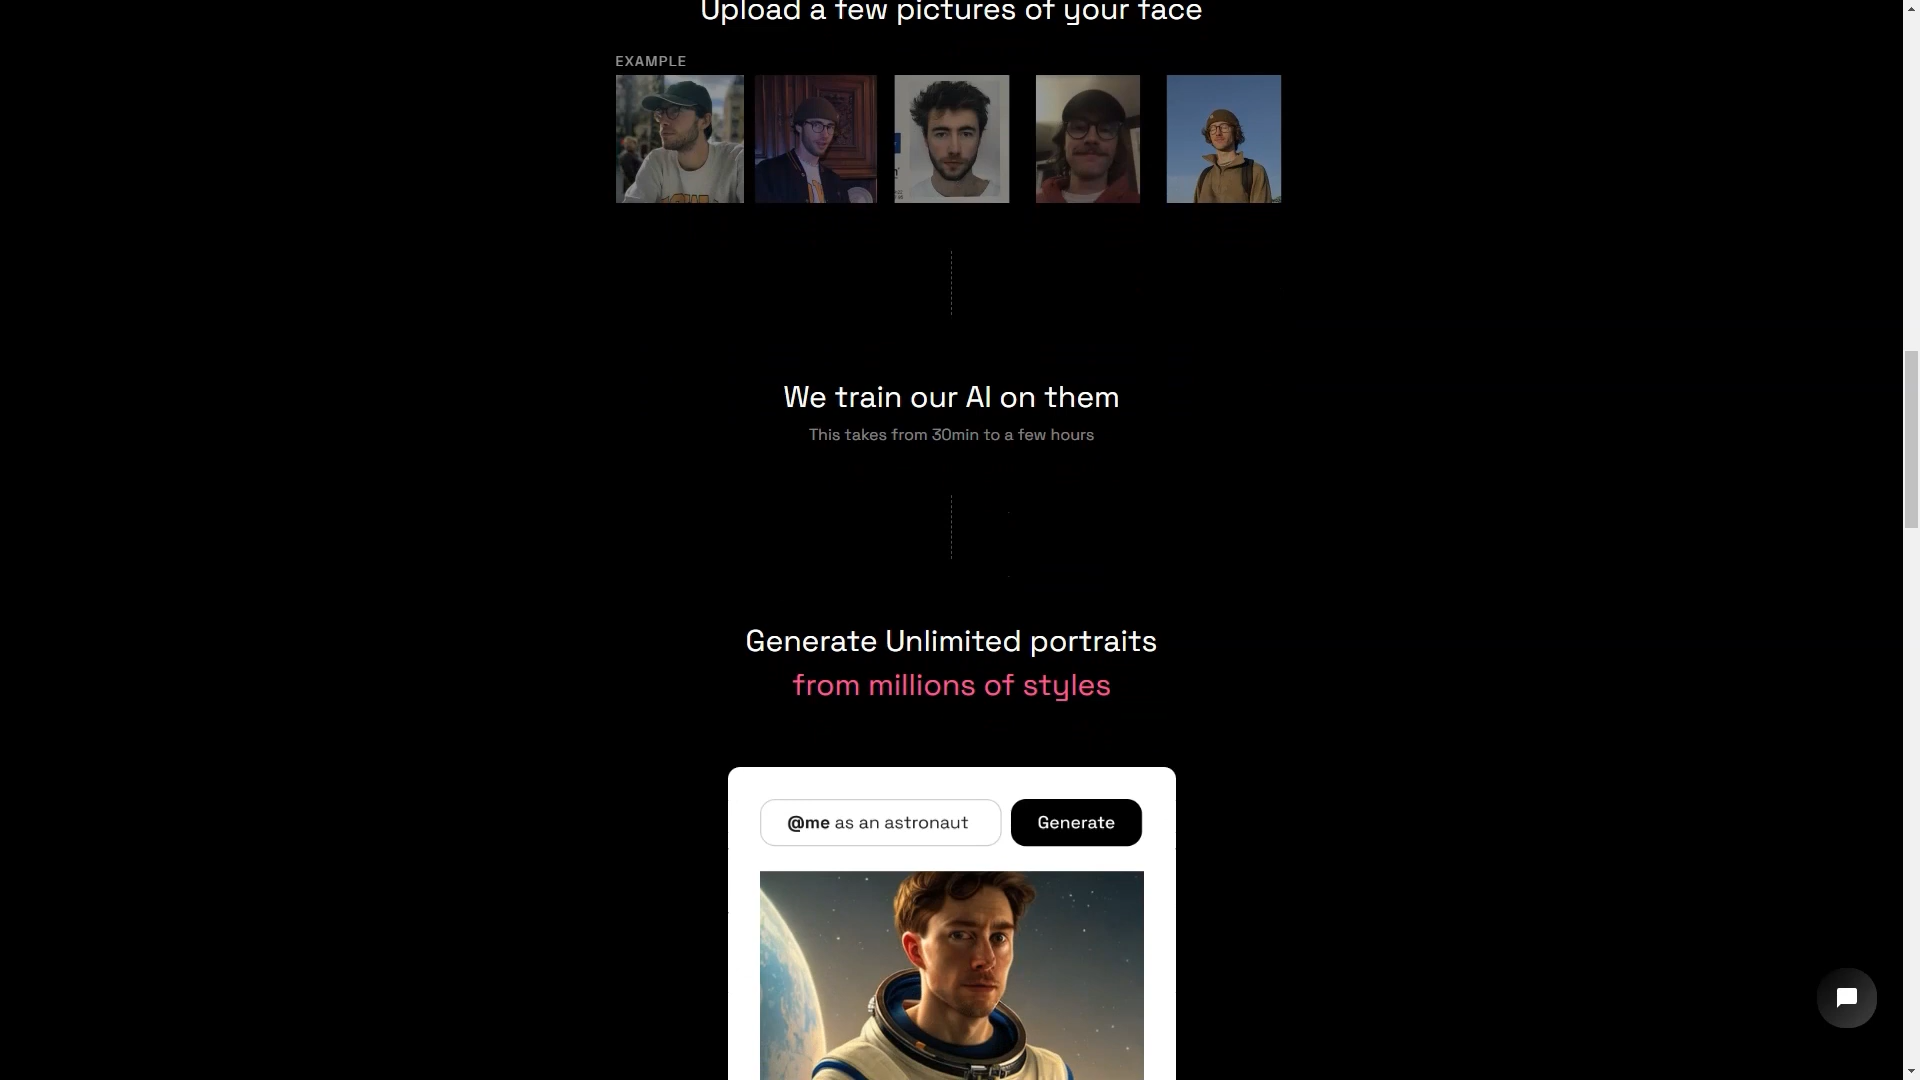 Upload a few pictures of your face
EXAMPLE
We train our AI on them
This takes from 30min to a few hours
Generate Unlimited portraits
from millions of styles
@me as an astronaut
Generate